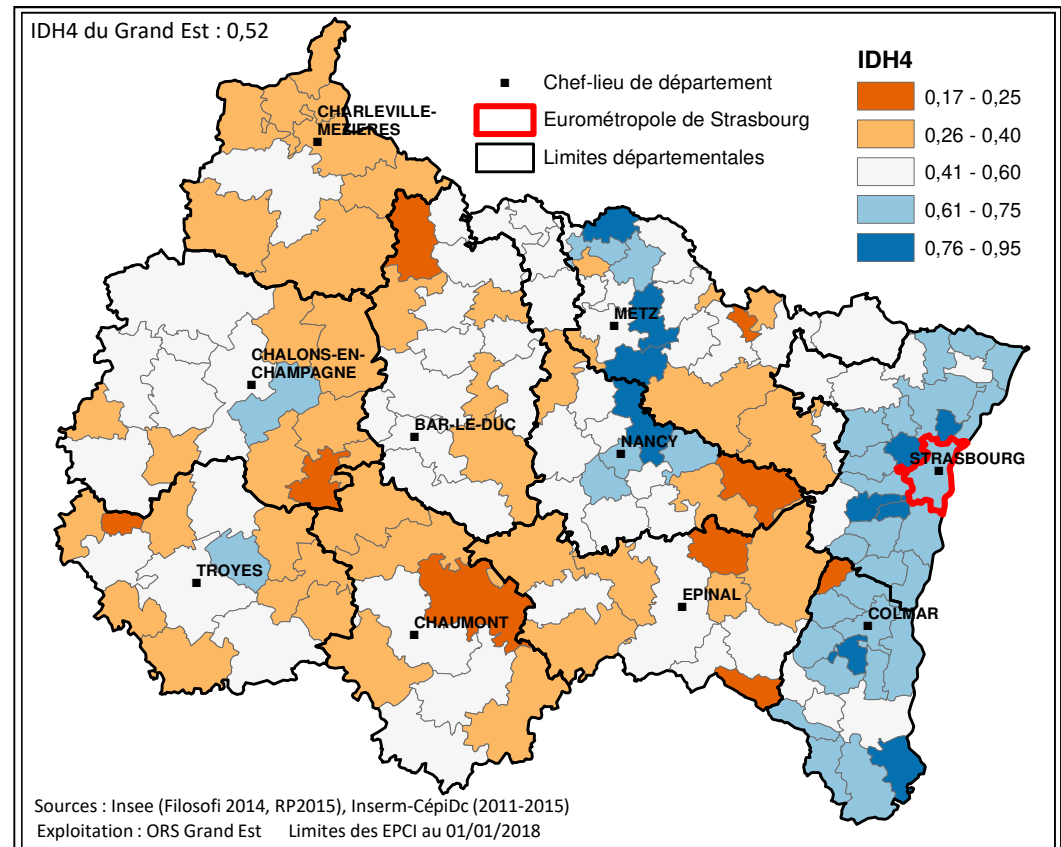 IDH4 du Grand Est : 0,52
IDH4
Chef-lieu de département
Eurométropole de Strasbourg
Limites départementales
0,17 - 0,25
0,26 - 0,40
0,41 - 0,60
0,61 - 0,75
0,76 - 0,95
CHARLEVILLE-
MEZIERES
METZ
CHALONS-EN-
CHAMPAGNE
BAR-LE-DUC
NANCY
STRASBOURG
TROYES
EPINAL
COLMAR
CHAUMONT
Sources : Insee (Filosofi 2014, RP2015), Inserm-CépiDc (2011-2015)
Exploitation : ORS Grand Est Limites des EPCI au 01/01/2018